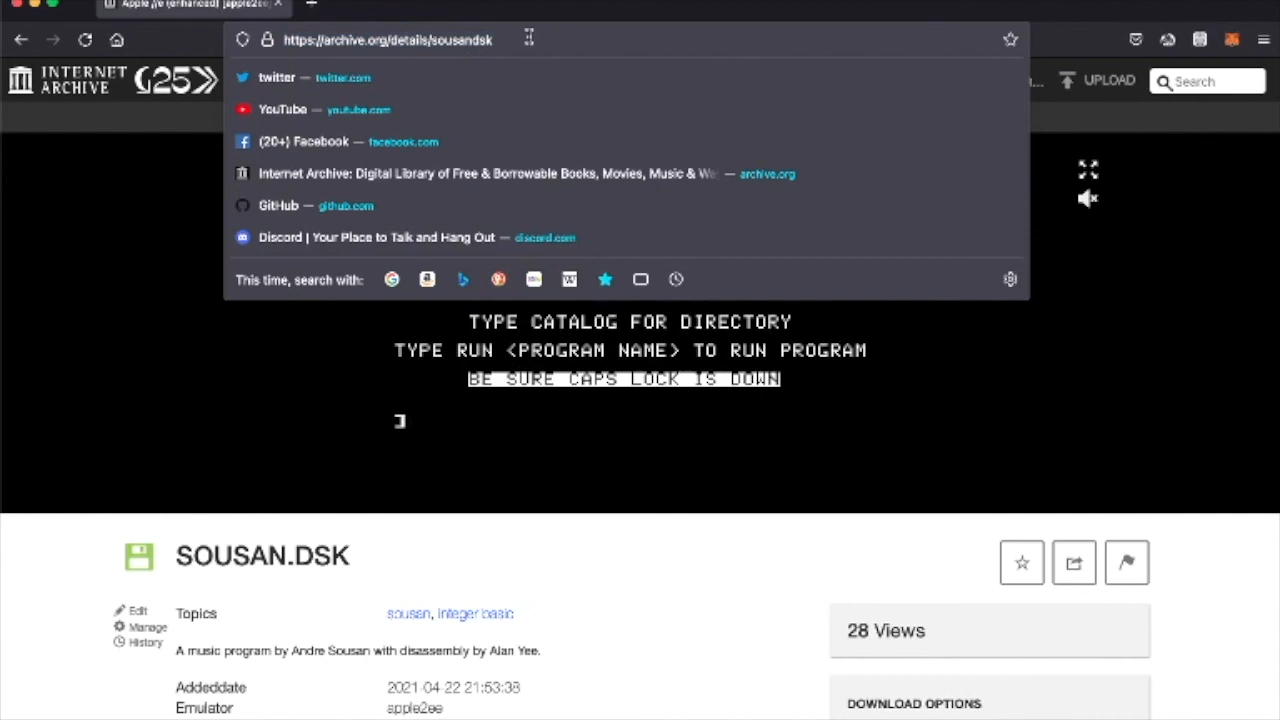 Apple //e (enhanced) [apple2ee]
https://archive.org/details/sousandsk
INTERNET
ARCHIVE
25
UPLOAD
Search
twitter — twitter.com
YouTube — youtube.com
(20+) Facebook — facebook.com
Internet Archive: Digital Library of Free & Borrowable Books, Movies, Music & — archive.org
GitHub — github.com
Discord | Your Place to Talk and Hang Out — discord.com
This time, search with:
TYPE CATALOG FOR DIRECTORY
TYPE RUN <PROGRAM NAME> TO RUN PROGRAM
BE SURE CAPS LOCK IS DOWN
]
SOUSAN.DSK
Edit
Manage
History
Topics
sousan, integer basic
A music program by Andre Sousan with disassembly by Alan Yee.
Addeddate
2021-04-22 21:53:38
Emulator
apple2ee
28 Views
DOWNLOAD OPTIONS